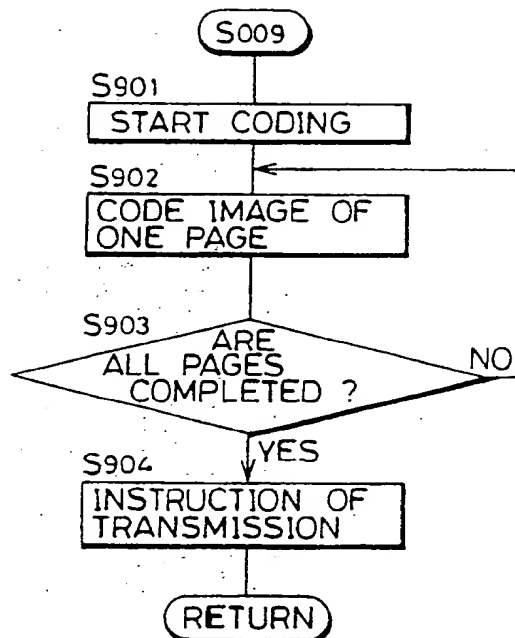 S009
S901
START CODING
S902
CODE IMAGE OF
ONE PAGE
S903
ARE
ALL PAGES
COMPLETED ?
NO
YES
S904
INSTRUCTION OF
TRANSMISSION
RETURN